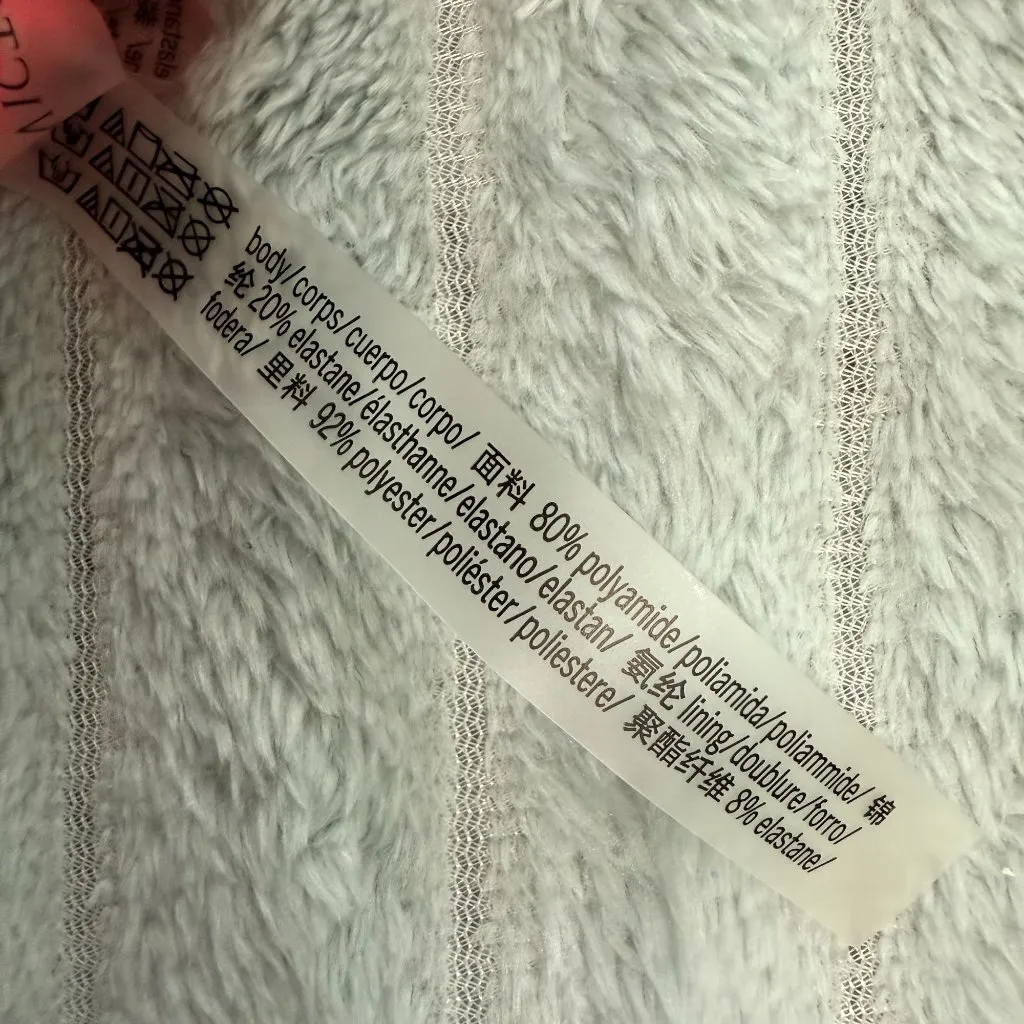 body/corps/cuerpo/corpo/ 面料 80% polyamide/poliamida/poliammide/ 锦
纶 20% elastane/élasthanne/elastano/elastan/ 氨纶 lining/doublure/forro/
fodera/ 里料 92% polyester/poliéster/poliestere/ 聚酯纤维 8% elastane/